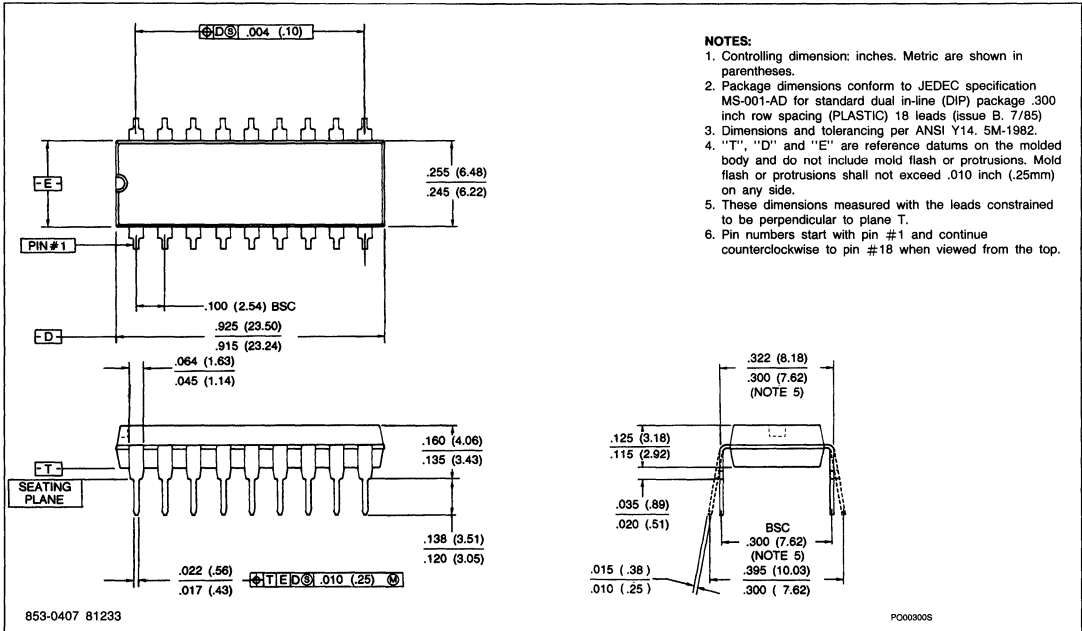 ⌖ D Ⓢ .004 (.10)
- E -
.255 (6.48)
.245 (6.22)
PIN #1
.100 (2.54) BSC
- D -
.925 (23.50)
.915 (23.24)
.064 (1.63)
.045 (1.14)
.160 (4.06)
.135 (3.43)
- T -
SEATING
PLANE
.138 (3.51)
.120 (3.05)
.022 (.56)
.017 (.43)
⌖ T E D Ⓢ .010 (.25) Ⓜ
853-0407 81233
NOTES:
1. Controlling dimension: inches. Metric are shown in
parentheses.
2. Package dimensions conform to JEDEC specification
MS-001-AD for standard dual in-line (DIP) package .300
inch row spacing (PLASTIC) 18 leads (issue B. 7/85)
3. Dimensions and tolerancing per ANSI Y14. 5M-1982.
4. "T", "D" and "E" are reference datums on the molded
body and do not include mold flash or protrusions. Mold
flash or protrusions shall not exceed .010 inch (.25mm)
on any side.
5. These dimensions measured with the leads constrained
to be perpendicular to plane T.
6. Pin numbers start with pin #1 and continue
counterclockwise to pin #18 when viewed from the top.
.322 (8.18)
.300 (7.62)
(NOTE 5)
.125 (3.18)
.115 (2.92)
.035 (.89)
.020 (.51)
BSC
.300 (7.62)
(NOTE 5)
.015 (.38 )
.010 (.25 )
.395 (10.03)
.300 ( 7.62)
PO00300S